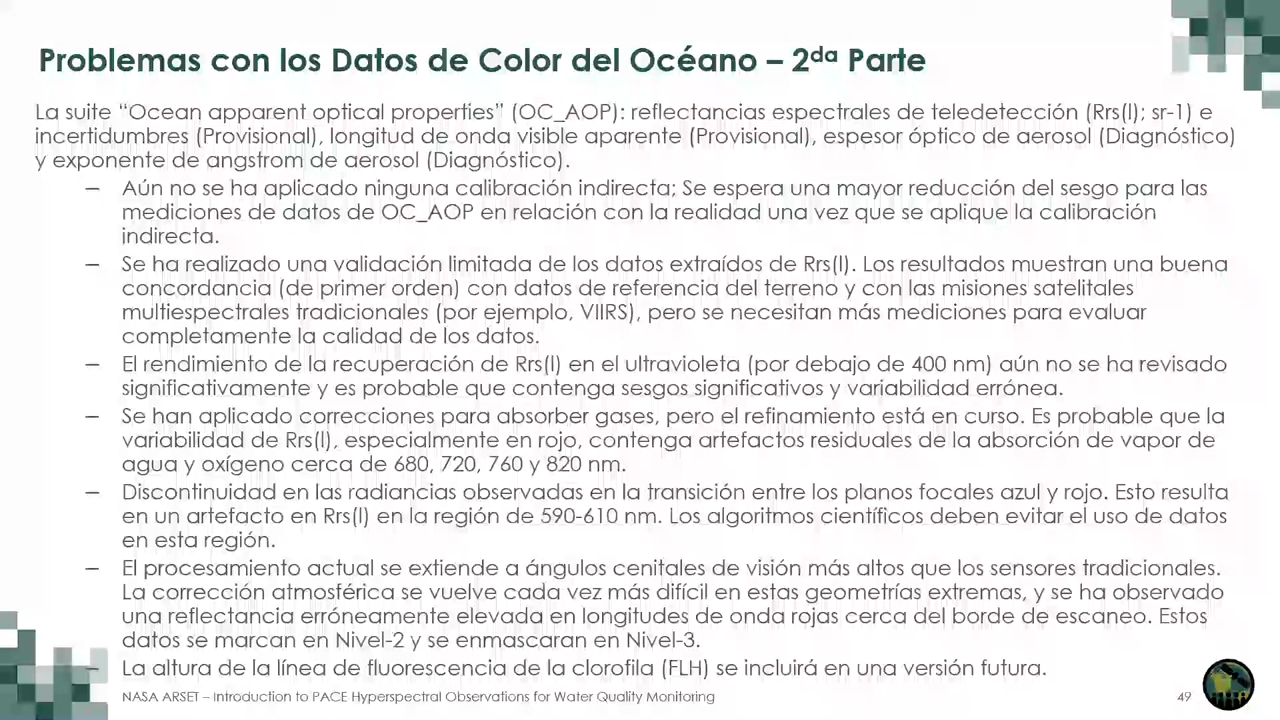 Problemas con los Datos de Color del Océano – 2da Parte
La suite “Ocean apparent optical properties” (OC_AOP): reflectancias espectrales de teledetección (Rrs(l); sr-1) e
incertidumbres (Provisional), longitud de onda visible aparente (Provisional), espesor óptico de aerosol (Diagnóstico)
y exponente de angstrom de aerosol (Diagnóstico).
– Aún no se ha aplicado ninguna calibración indirecta; Se espera una mayor reducción del sesgo para las
mediciones de datos de OC_AOP en relación con la realidad una vez que se aplique la calibración
indirecta.
– Se ha realizado una validación limitada de los datos extraídos de Rrs(l). Los resultados muestran una buena
concordancia (de primer orden) con datos de referencia del terreno y con las misiones satelitales
multiespectrales tradicionales (por ejemplo, VIIRS), pero se necesitan más mediciones para evaluar
completamente la calidad de los datos.
– El rendimiento de la recuperación de Rrs(l) en el ultravioleta (por debajo de 400 nm) aún no se ha revisado
significativamente y es probable que contenga sesgos significativos y variabilidad errónea.
– Se han aplicado correcciones para absorber gases, pero el refinamiento está en curso. Es probable que la
variabilidad de Rrs(l), especialmente en rojo, contenga artefactos residuales de la absorción de vapor de
agua y oxígeno cerca de 680, 720, 760 y 820 nm.
– Discontinuidad en las radiancias observadas en la transición entre los planos focales azul y rojo. Esto resulta
en un artefacto en Rrs(l) en la región de 590-610 nm. Los algoritmos científicos deben evitar el uso de datos
en esta región.
– El procesamiento actual se extiende a ángulos cenitales de visión más altos que los sensores tradicionales.
La corrección atmosférica se vuelve cada vez más difícil en estas geometrías extremas, y se ha observado
una reflectancia erróneamente elevada en longitudes de onda rojas cerca del borde de escaneo. Estos
datos se marcan en Nivel-2 y se enmascaran en Nivel-3.
– La altura de la línea de fluorescencia de la clorofila (FLH) se incluirá en una versión futura.
NASA ARSET – Introduction to PACE Hyperspectral Observations for Water Quality Monitoring
49